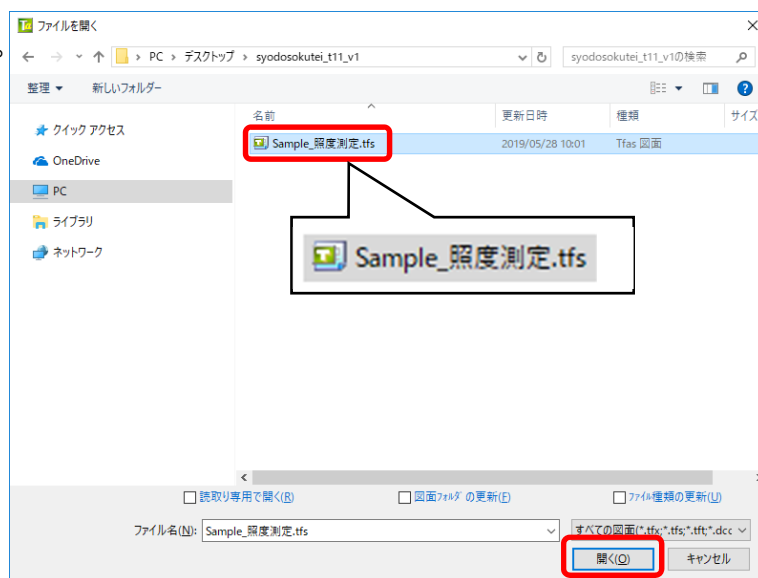 ファイルを開く
PC › デスクトップ › syodosokutei_t11_v1
syodosokutei_t11_v1の検索
整理 新しいフォルダー
名前 更新日時 種類 サイズ
クイック アクセス
OneDrive
PC
ライブラリ
ネットワーク
Sample_照度測定.tfs 2019/05/28 10:01 Tfas 図面
Sample_照度測定.tfs
読取り専用で開く(R) 図面フォルダの更新(F) ファイル種類の更新(U)
ファイル名(N): Sample_照度測定.tfs すべての図面(*.tfx;*.tfs;*.tft;*.dcc
開く(O) キャンセル